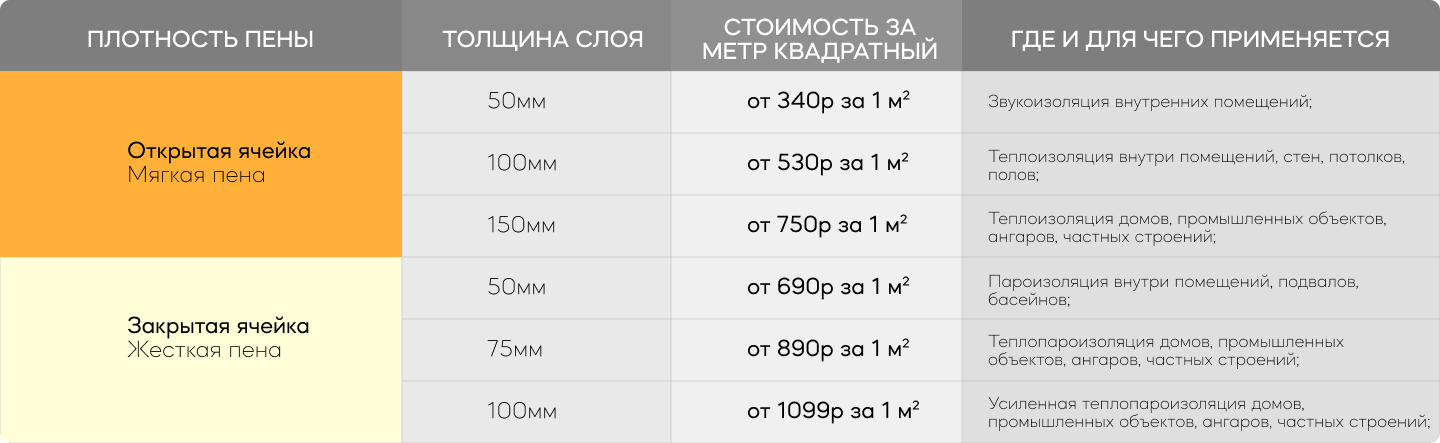 ПЛОТНОСТЬ ПЕНЫ
ТОЛЩИНА СЛОЯ
СТОИМОСТЬ ЗА
МЕТР КВАДРАТНЫЙ
ГДЕ И ДЛЯ ЧЕГО ПРИМЕНЯЕТСЯ
Открытая ячейка
Мягкая пена
50мм
от 340р за 1 м²
Звукоизоляция внутренних помещений;
100мм
от 530р за 1 м²
Теплоизоляция внутри помещений, стен, потолков,
полов;
150мм
от 750р за 1 м²
Теплоизоляция домов, промышленных объектов,
ангаров, частных строений;
Закрытая ячейка
Жесткая пена
50мм
от 690р за 1 м²
Пароизоляция внутри помещений, подвалов,
басейнов;
75мм
от 890р за 1 м²
Теплопароизоляция домов, промышленных
объектов, ангаров, частных строений;
100мм
от 1099р за 1 м²
Усиленная теплопароизоляция домов,
промышленных объектов, ангаров, частных строений;